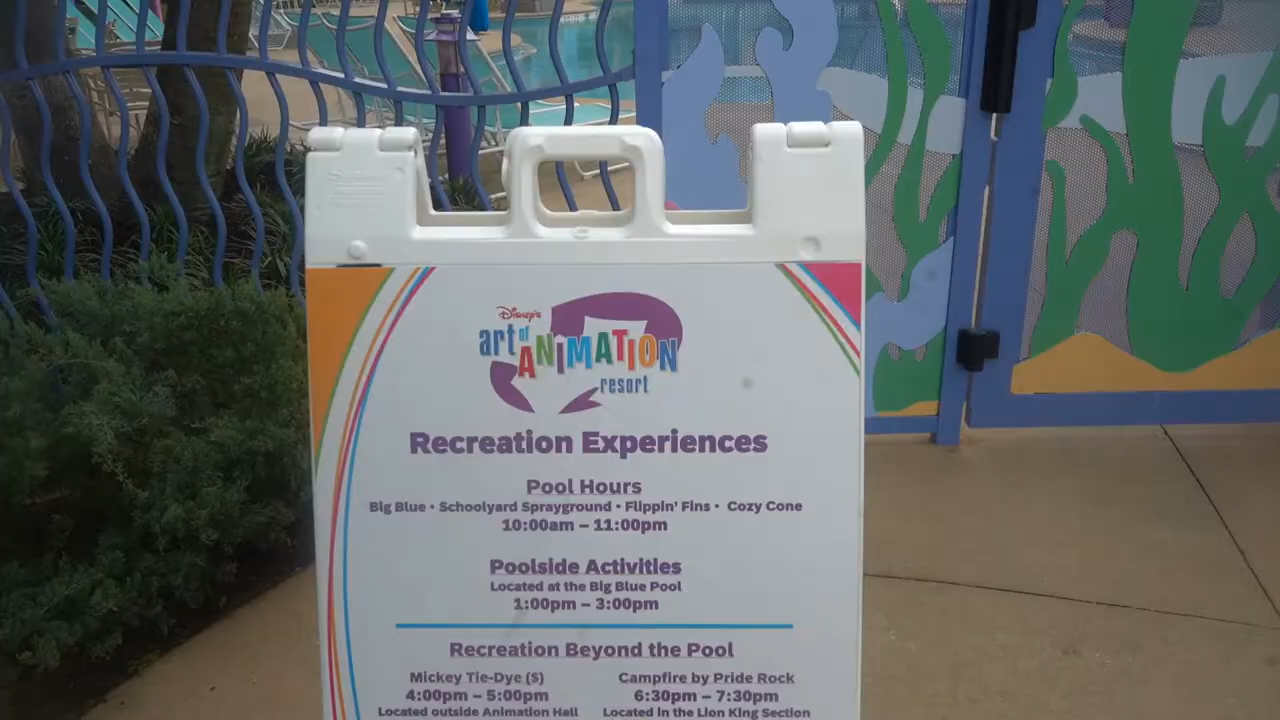 Disney's
art of
ANIMATION
resort
Recreation Experiences
Pool Hours
Big Blue • Schoolyard Sprayground • Flippin' Fins • Cozy Cone
10:00am – 11:00pm
Poolside Activities
Located at the Big Blue Pool
1:00pm – 3:00pm
Recreation Beyond the Pool
Mickey Tie-Dye ($)
4:00pm – 5:00pm
Located outside Animation Hall
Campfire by Pride Rock
6:30pm – 7:30pm
Located in the Lion King Section